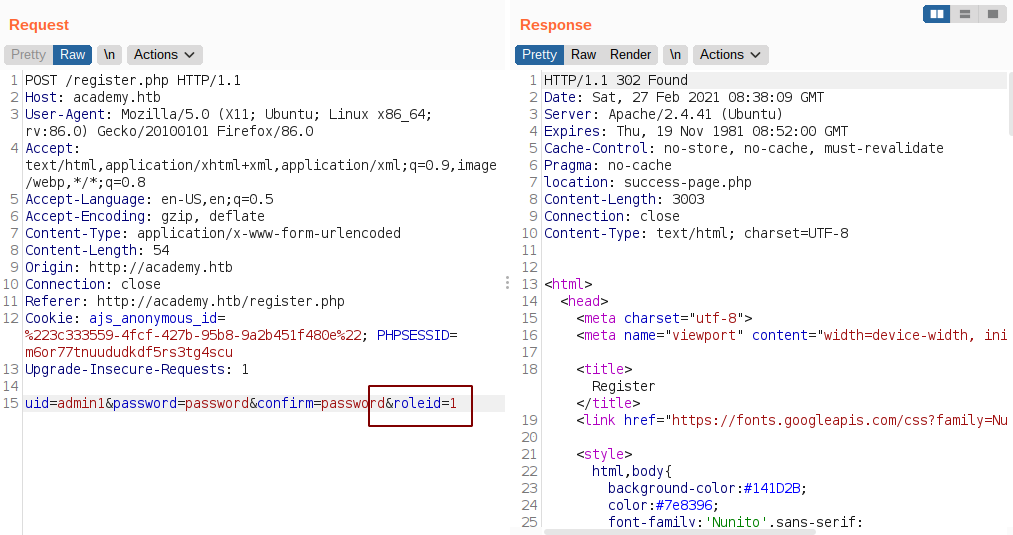 Request
Pretty Raw \n Actions
1 POST /register.php HTTP/1.1
2 Host: academy.htb
3 User-Agent: Mozilla/5.0 (X11; Ubuntu; Linux x86_64;
rv:86.0) Gecko/20100101 Firefox/86.0
4 Accept:
text/html,application/xhtml+xml,application/xml;q=0.9,image
/webp,*/*;q=0.8
5 Accept-Language: en-US,en;q=0.5
6 Accept-Encoding: gzip, deflate
7 Content-Type: application/x-www-form-urlencoded
8 Content-Length: 54
9 Origin: http://academy.htb
10 Connection: close
11 Referer: http://academy.htb/register.php
12 Cookie: ajs_anonymous_id=
%223c333559-4fcf-427b-95b8-9a2b451f480e%22; PHPSESSID=
m6or77tnuududkdf5rs3tg4scu
13 Upgrade-Insecure-Requests: 1
14
15 uid=admin1&password=password&confirm=password&roleid=1
Response
Pretty Raw Render \n Actions
1 HTTP/1.1 302 Found
2 Date: Sat, 27 Feb 2021 08:38:09 GMT
3 Server: Apache/2.4.41 (Ubuntu)
4 Expires: Thu, 19 Nov 1981 08:52:00 GMT
5 Cache-Control: no-store, no-cache, must-revalidate
6 Pragma: no-cache
7 location: success-page.php
8 Content-Length: 3003
9 Connection: close
10 Content-Type: text/html; charset=UTF-8
11
12
13 <html>
14 <head>
15 <meta charset="utf-8">
16 <meta name="viewport" content="width=device-width, ini
17
18 <title>
Register
</title>
19 <link href="https://fonts.googleapis.com/css?family=Nu
20
21 <style>
22 html,body{
23 background-color:#141D2B;
24 color:#7e8396;
25 font-family:'Nunito',sans-serif;